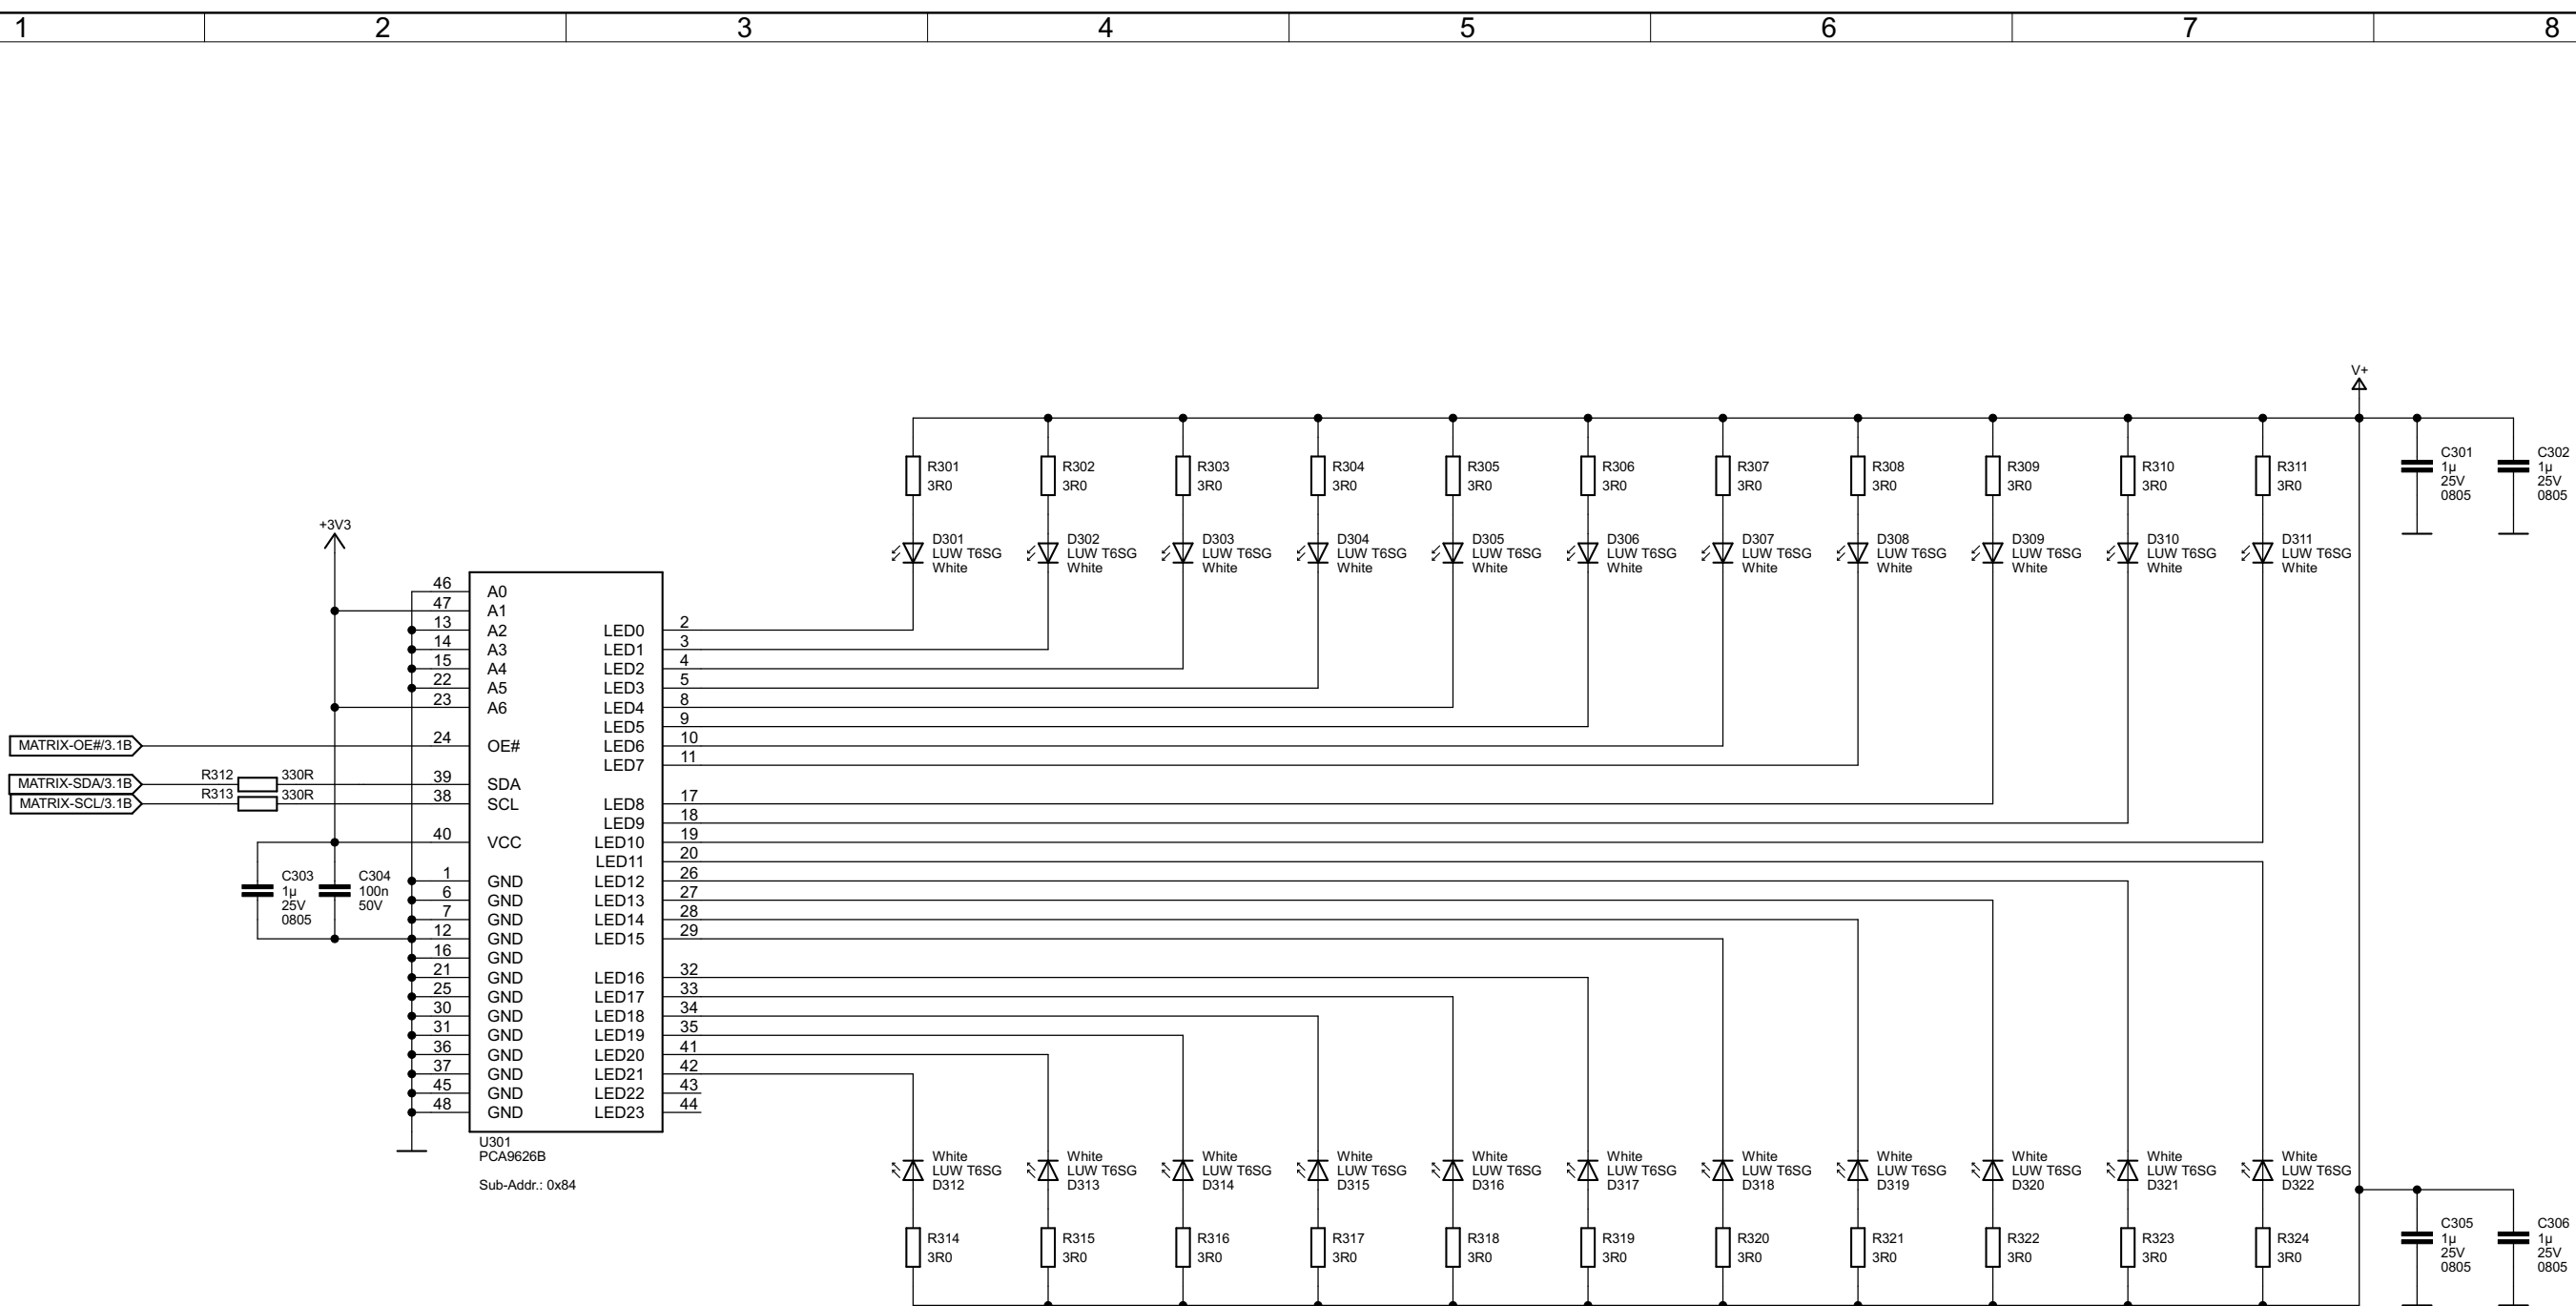 1 2 3 4 5 6 7 8
V+
R301 R302 R303 R304 R305 R306 R307 R308 R309 R310 R311
3R0 3R0 3R0 3R0 3R0 3R0 3R0 3R0 3R0 3R0 3R0
C301 C302
1µ 1µ
25V 25V
0805 0805
+3V3
D301 D302 D303 D304 D305 D306 D307 D308 D309 D310 D311
LUW T6SG LUW T6SG LUW T6SG LUW T6SG LUW T6SG LUW T6SG LUW T6SG LUW T6SG LUW T6SG LUW T6SG LUW T6SG
White White White White White White White White White White White
46 A0
47 A1
13 A2 LED0 2
14 A3 LED1 3
15 A4 LED2 4
22 A5 LED3 5
23 A6 LED4 8
LED5 9
MATRIX-OE#/3.1B 24 OE# LED6 10
LED7 11
MATRIX-SDA/3.1B R312 330R 39 SDA
MATRIX-SCL/3.1B R313 330R 38 SCL LED8 17
LED9 18
40 VCC LED10 19
LED11 20
1 GND LED12 26
6 GND LED13 27
7 GND LED14 28
12 GND LED15 29
16 GND
21 GND LED16 32
25 GND LED17 33
30 GND LED18 34
31 GND LED19 35
36 GND LED20 41
37 GND LED21 42
45 GND LED22 43
48 GND LED23 44
C303 C304
1µ 100n
25V 50V
0805
U301
PCA9626B
Sub-Addr.: 0x84
White White White White White White White White White White White
LUW T6SG LUW T6SG LUW T6SG LUW T6SG LUW T6SG LUW T6SG LUW T6SG LUW T6SG LUW T6SG LUW T6SG LUW T6SG
D312 D313 D314 D315 D316 D317 D318 D319 D320 D321 D322
R314 R315 R316 R317 R318 R319 R320 R321 R322 R323 R324
3R0 3R0 3R0 3R0 3R0 3R0 3R0 3R0 3R0 3R0 3R0
C305 C306
1µ 1µ
25V 25V
0805 0805